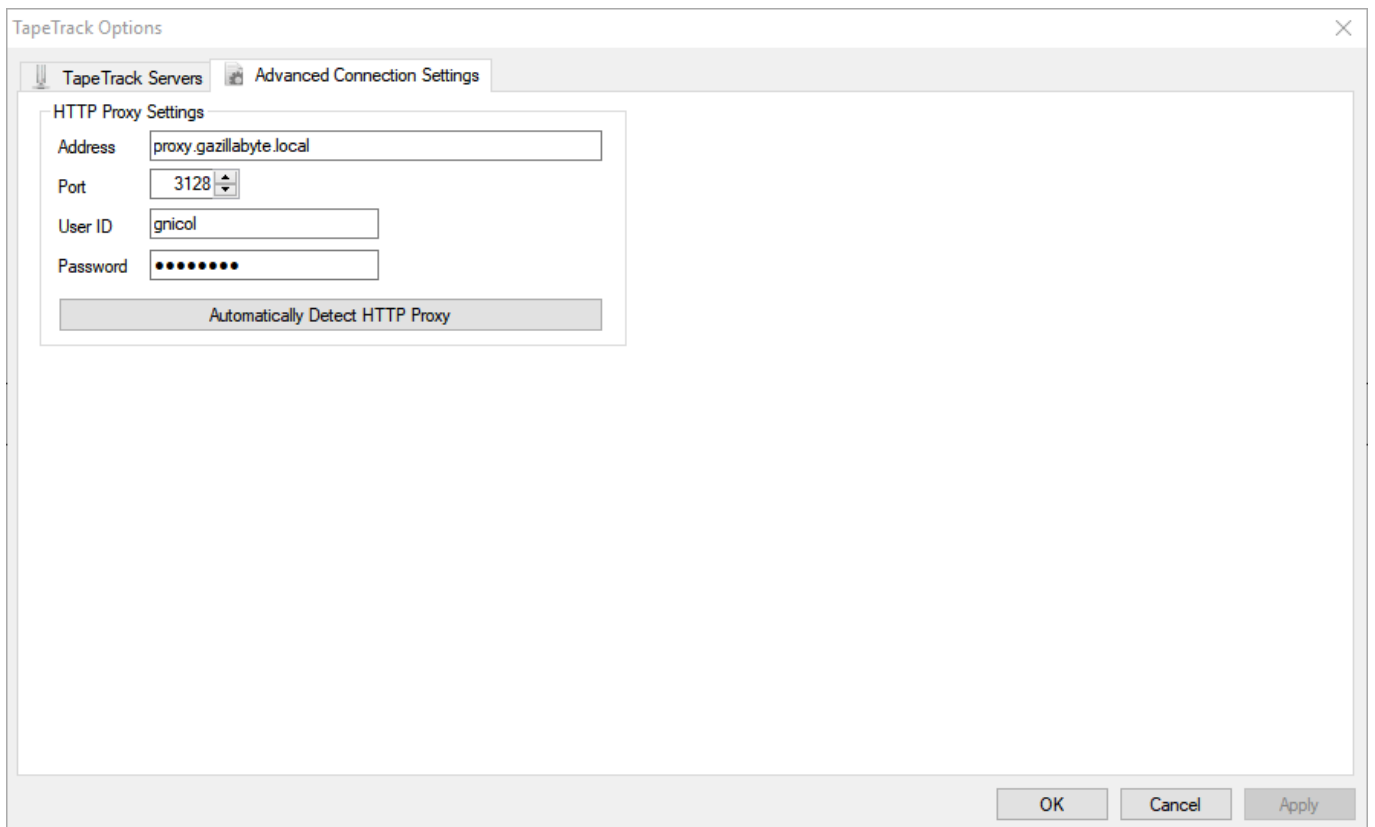 TapeTrack Options
TapeTrack Servers Advanced Connection Settings
HTTP Proxy Settings
Address proxy.gazillabyte.local
Port 3128
User ID gnicol
Password ●●●●●●●●
Automatically Detect HTTP Proxy
OK Cancel Apply